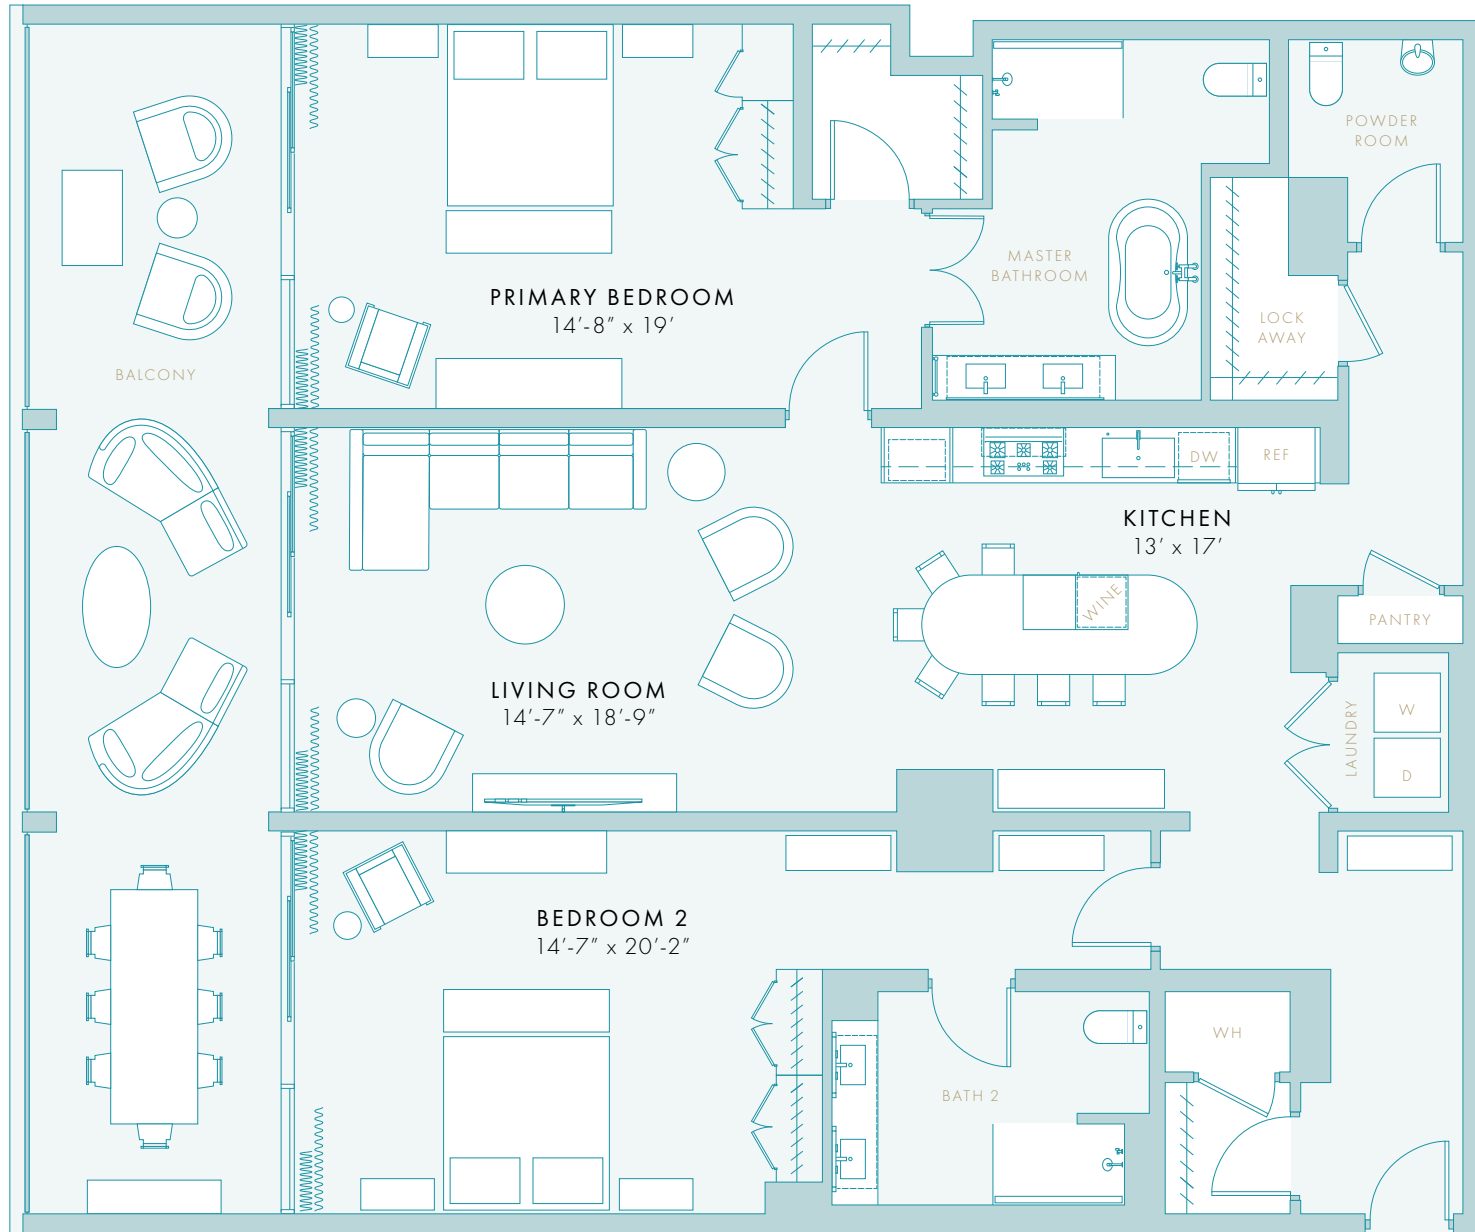 POWDER
ROOM
MASTER
BATHROOM
PRIMARY BEDROOM
14′-8″ x 19′
LOCK
AWAY
BALCONY
DW
REF
KITCHEN
13′ x 17′
WINE
PANTRY
LIVING ROOM
14′-7″ x 18′-9″
LAUNDRY
W
D
BEDROOM 2
14′-7″ x 20′-2″
WH
BATH 2